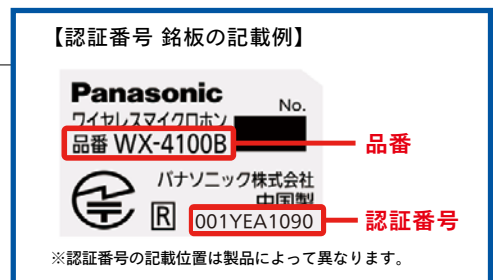 【認証番号 銘板の記載例】
Panasonic
No.
ワイヤレスマイクロホン
品番 WX-4100B
品番
パナソニック株式会社
中国製
R 001YEA1090
認証番号
※認証番号の記載位置は製品によって異なります。